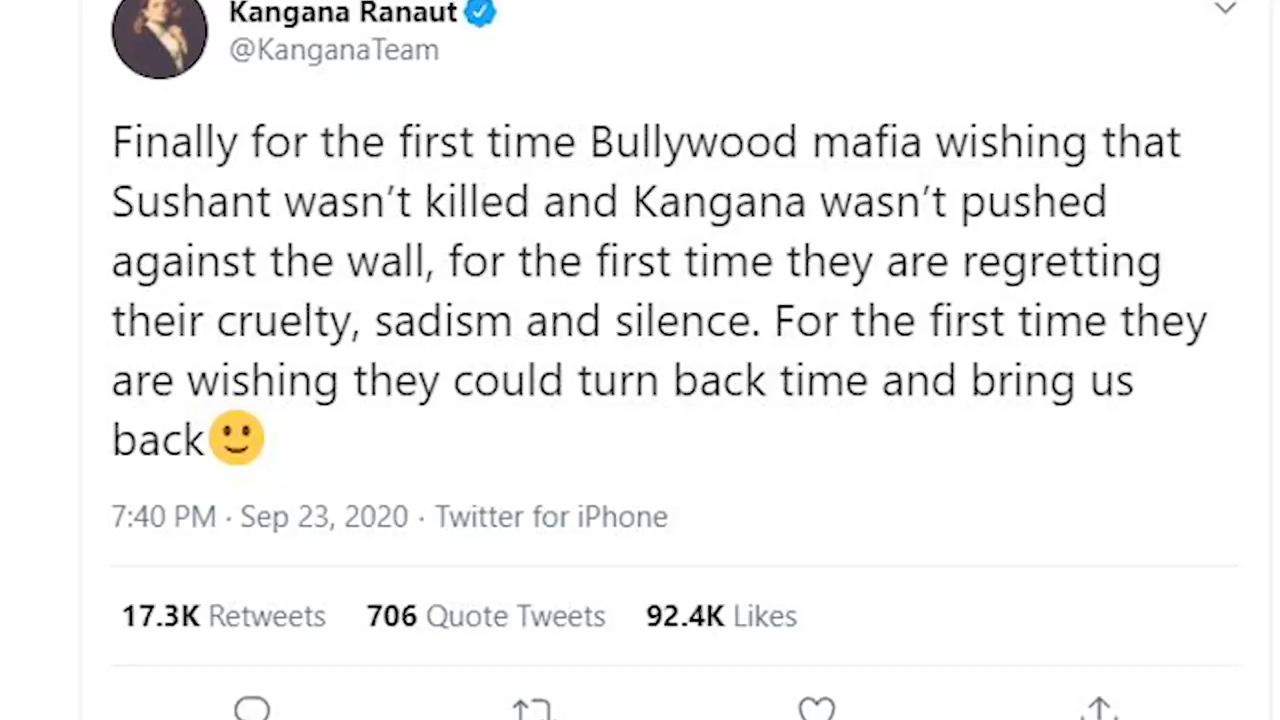 Kangana Ranaut
@KanganaTeam
Finally for the first time Bullywood mafia wishing that
Sushant wasn’t killed and Kangana wasn’t pushed
against the wall, for the first time they are regretting
their cruelty, sadism and silence. For the first time they
are wishing they could turn back time and bring us
back🙂
7:40 PM · Sep 23, 2020 · Twitter for iPhone
17.3K Retweets 706 Quote Tweets 92.4K Likes